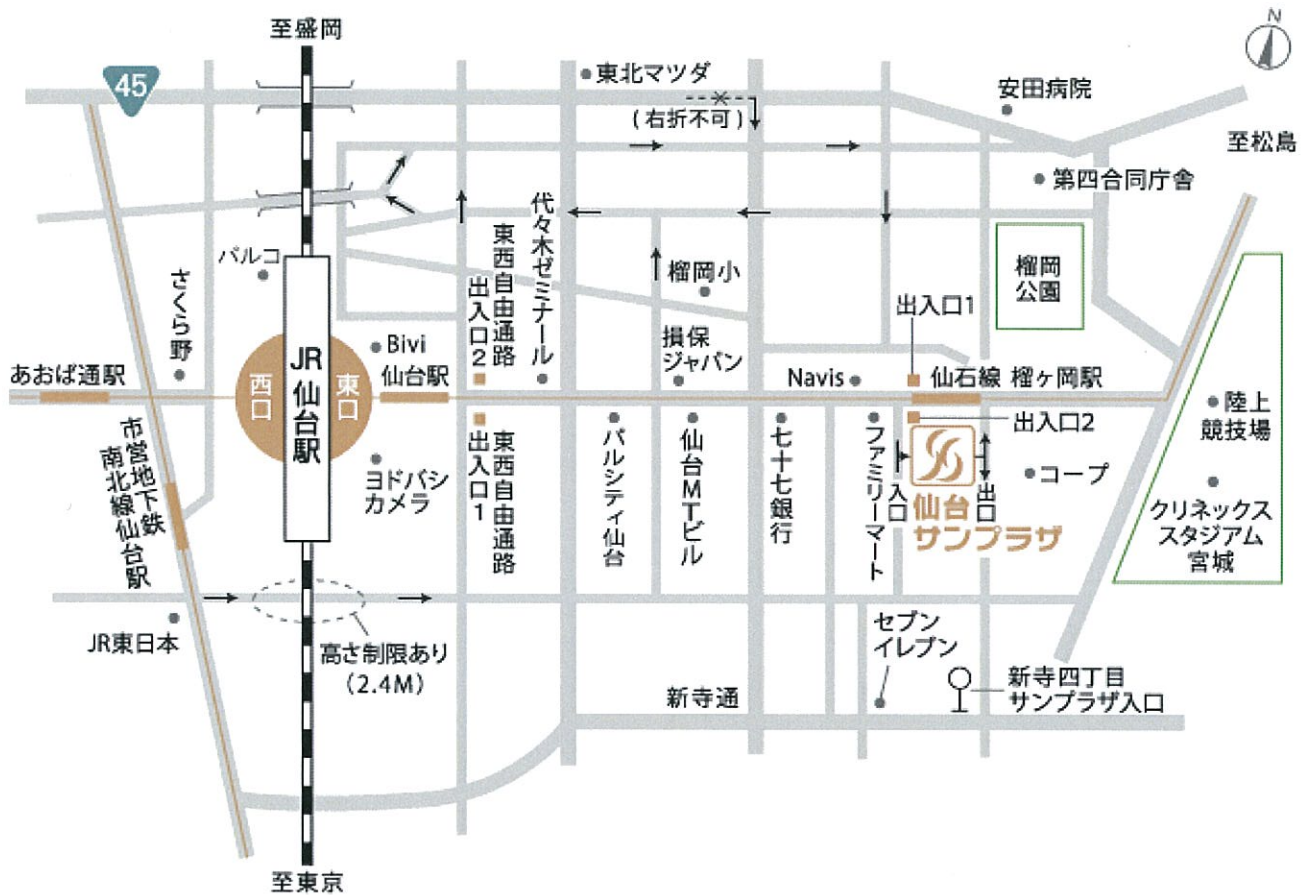 至盛岡
N
45
東北マツダ
安田病院
(右折不可)
至松島
第四合同庁舎
パルコ
さくら野
東西自由通路
出入口2
代々木ゼミナール
榴岡小
榴岡
公園
出入口1
Bivi
損保
ジャパン
あおば通駅
西口
JR仙台駅
東口
仙台駅
Navis
仙石線 榴ヶ岡駅
出入口2
陸上
競技場
市営地下鉄
南北線仙台駅
ヨドバシ
カメラ
東西自由通路
出入口1
パルシティ仙台
仙台MTビル
七十七銀行
ファミリーマート
入口
出口
コープ
仙台
サンプラザ
クリネックス
スタジアム
宮城
JR東日本
高さ制限あり
(2.4M)
セブン
イレブン
新寺通
新寺四丁目
サンプラザ入口
至東京